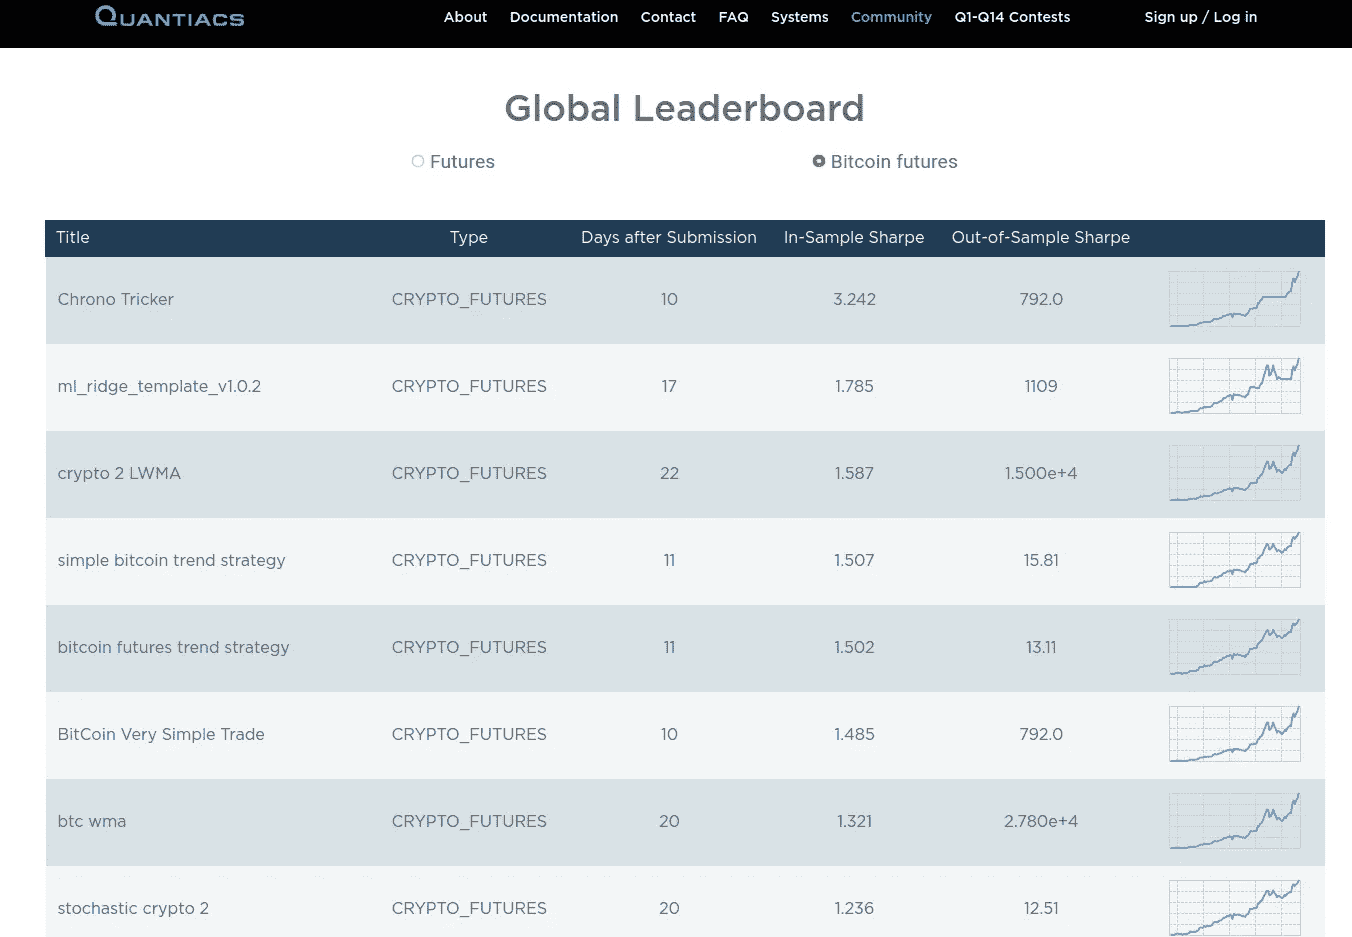 QUANTIACS
About Documentation Contact FAQ Systems Community Q1-Q14 Contests Sign up / Log in
Global Leaderboard
Futures Bitcoin futures
Title Type Days after Submission In-Sample Sharpe Out-of-Sample Sharpe
Chrono Tricker CRYPTO_FUTURES 10 3.242 792.0
ml_ridge_template_v1.0.2 CRYPTO_FUTURES 17 1.785 1109
crypto 2 LWMA CRYPTO_FUTURES 22 1.587 1.500e+4
simple bitcoin trend strategy CRYPTO_FUTURES 11 1.507 15.81
bitcoin futures trend strategy CRYPTO_FUTURES 11 1.502 13.11
BitCoin Very Simple Trade CRYPTO_FUTURES 10 1.485 792.0
btc wma CRYPTO_FUTURES 20 1.321 2.780e+4
stochastic crypto 2 CRYPTO_FUTURES 20 1.236 12.51